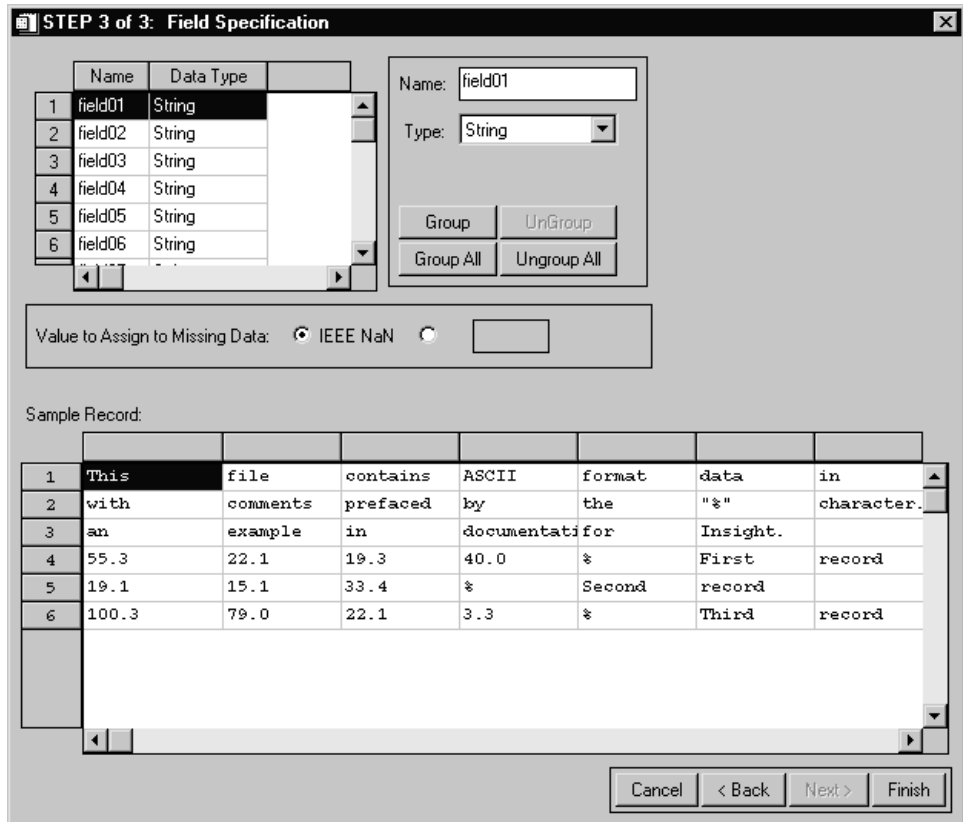 STEP 3 of 3: Field Specification
Name Data Type
1 field01 String
2 field02 String
3 field03 String
4 field04 String
5 field05 String
6 field06 String
Name: field01
Type: String
Group UnGroup
Group All Ungroup All
Value to Assign to Missing Data: IEEE NaN
Sample Record:
1 This file contains ASCII format data in
2 with comments prefaced by the "%" character.
3 an example in documentati for Insight.
4 55.3 22.1 19.3 40.0 % First record
5 19.1 15.1 33.4 % Second record
6 100.3 79.0 22.1 3.3 % Third record
Cancel < Back Next > Finish